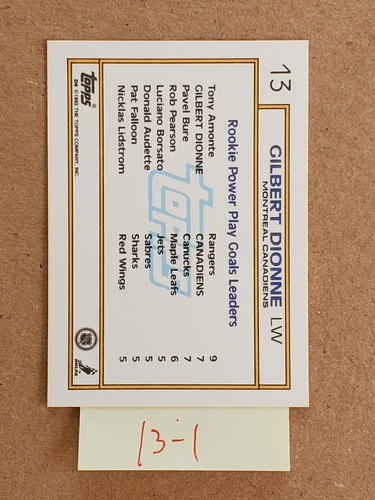 13
GILBERT DIONNE LW
MONTREAL CANADIENS
Rookie Power Play Goals Leaders
Tony Amonte Rangers 9
GILBERT DIONNE CANADIENS 7
Pavel Bure Canucks 7
Rob Pearson Maple Leafs 6
Luciano Borsato Jets 5
Donald Audette Sabres 5
Pat Falloon Sharks 5
Nicklas Lidstrom Red Wings 5
topps
topps ®
© 1992 THE TOPPS COMPANY, INC.
NHLPA
13-1